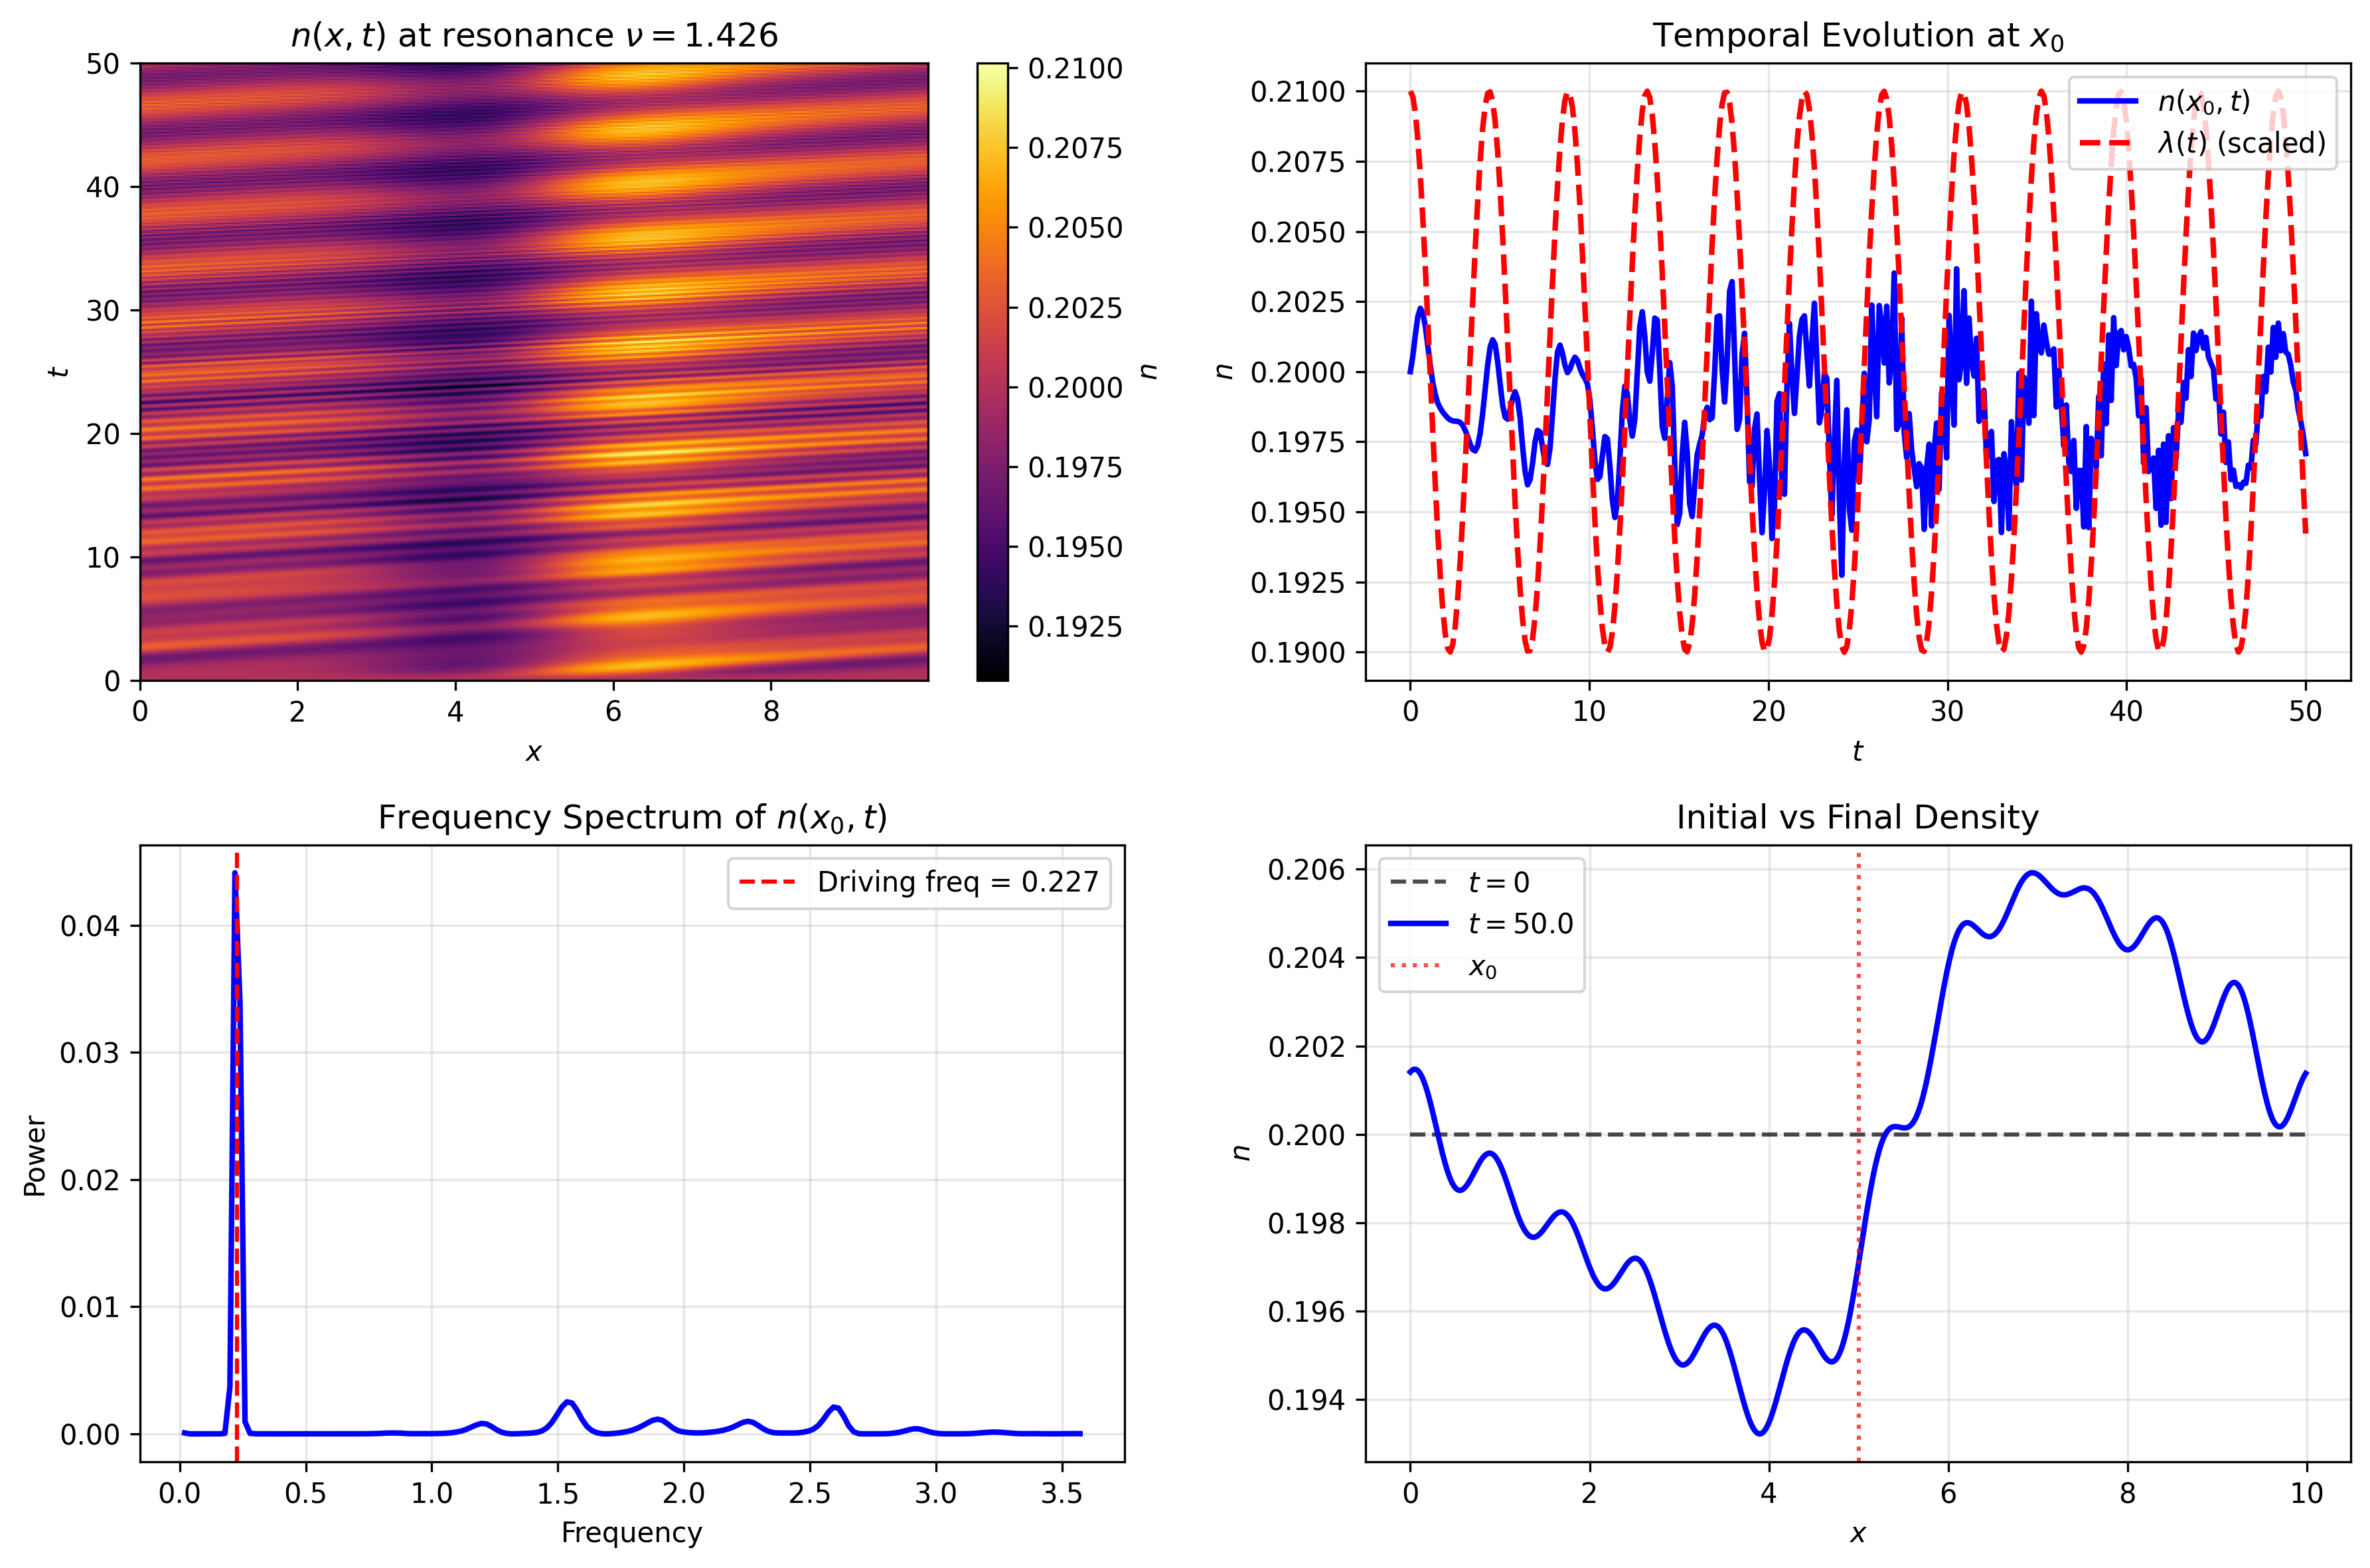 n(x, t) at resonance ν = 1.426
50
40
30
20
10
0
t
0 2 4 6 8
x
0.2100
0.2075
0.2050
0.2025
0.2000
0.1975
0.1950
0.1925
n
Temporal Evolution at x₀
n(x₀, t)
λ(t) (scaled)
0.2100
0.2075
0.2050
0.2025
0.2000
0.1975
0.1950
0.1925
0.1900
n
0 10 20 30 40 50
t
Frequency Spectrum of n(x₀, t)
Driving freq = 0.227
0.04
0.03
0.02
0.01
0.00
Power
0.0 0.5 1.0 1.5 2.0 2.5 3.0 3.5
Frequency
Initial vs Final Density
t = 0
t = 50.0
x₀
0.206
0.204
0.202
0.200
0.198
0.196
0.194
n
0 2 4 6 8 10
x